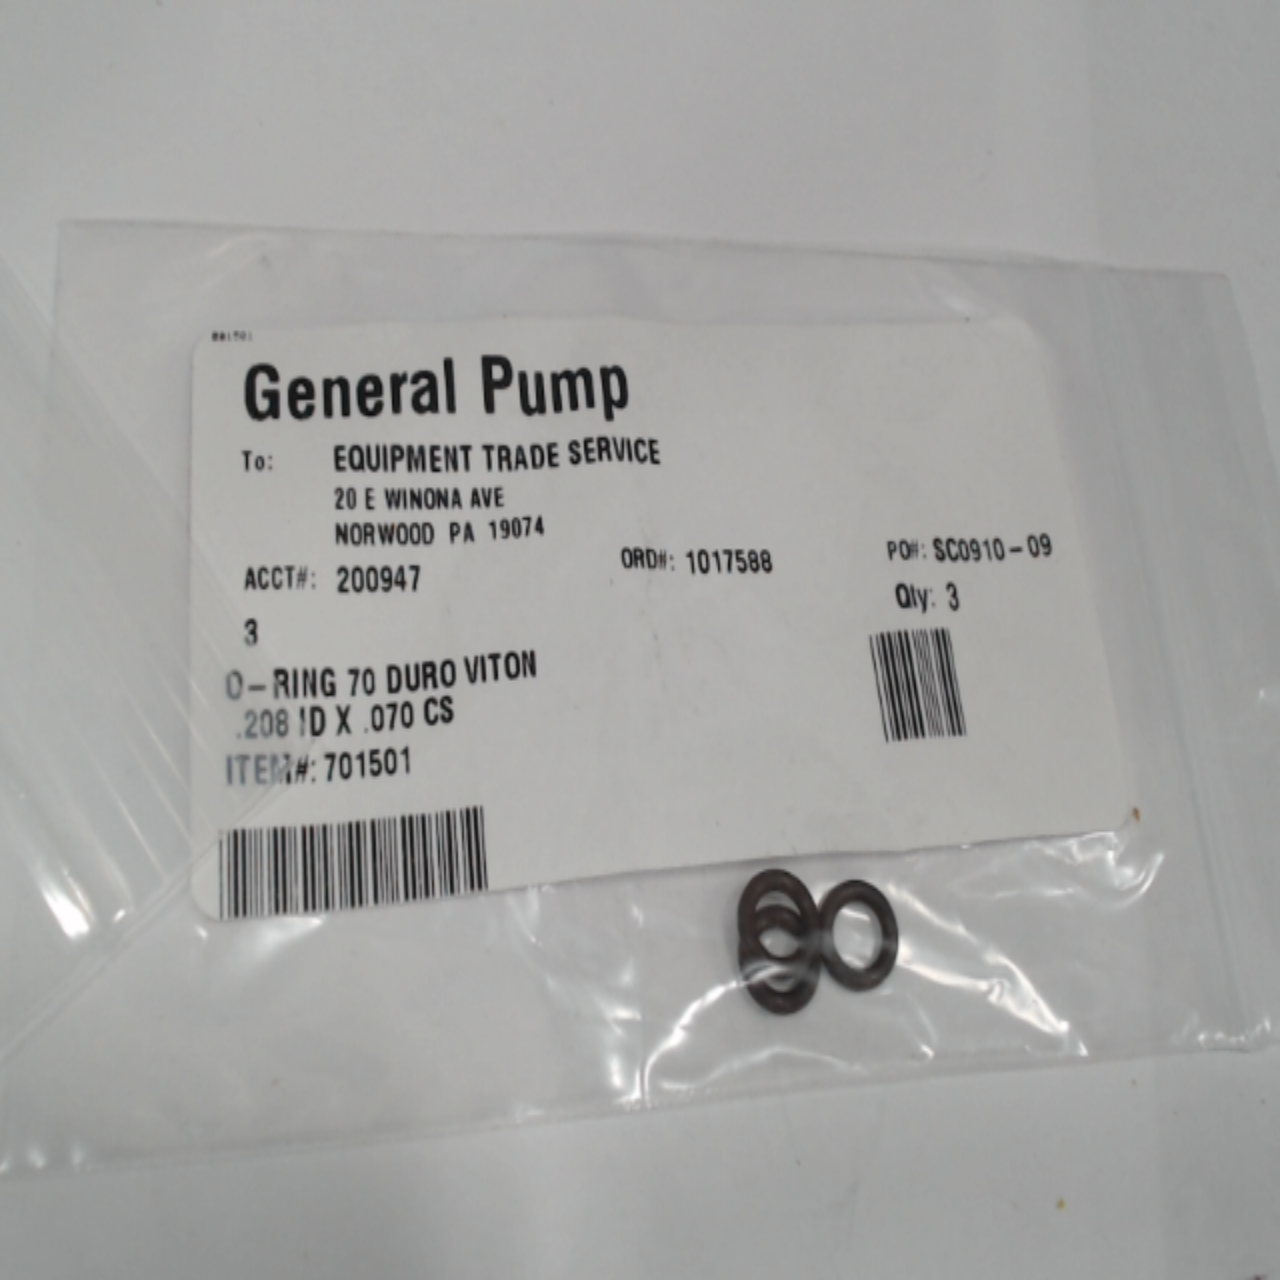 General Pump
To: EQUIPMENT TRADE SERVICE
20 E WINONA AVE
NORWOOD PA 19074
ACCT#: 200947 ORD#: 1017588 PO#: SC0910-09
Qty: 3
3
O-RING 70 DURO VITON
.208 ID X .070 CS
ITEM#: 701501